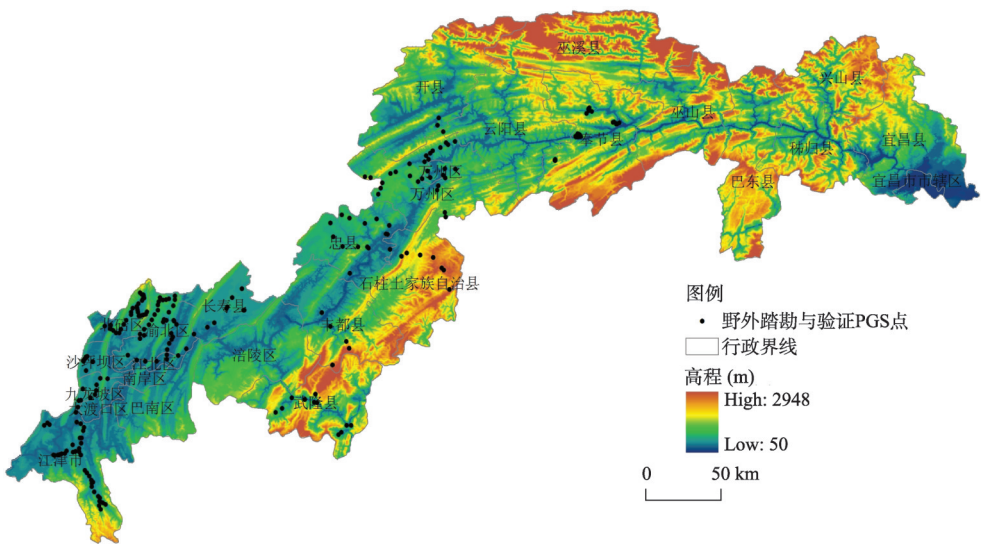 巫溪县
兴山县
开县
巫山县
云阳县
奉节县
宜昌县
秭归县
万州区
巴东县
宜昌市市辖区
万州区
忠县
石柱土家族自治县
长寿县
丰都县
渝北区
涪陵区
沙坪坝区
江北区
南岸区
九龙坡区
大渡口区
巴南区
武隆县
江津市
图例
野外踏勘与验证PGS点
行政界线
高程 (m)
High: 2948
Low: 50
0 50 km